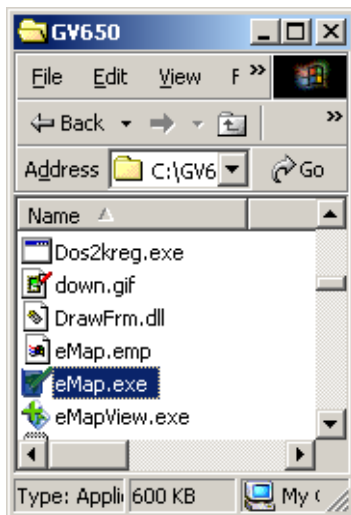 GV650
File Edit View F »
Back »
Address C:\GV6 Go
Name
Dos2kreg.exe
down.gif
DrawFrm.dll
eMap.emp
eMap.exe
eMapView.exe
Type: Appli 600 KB My C